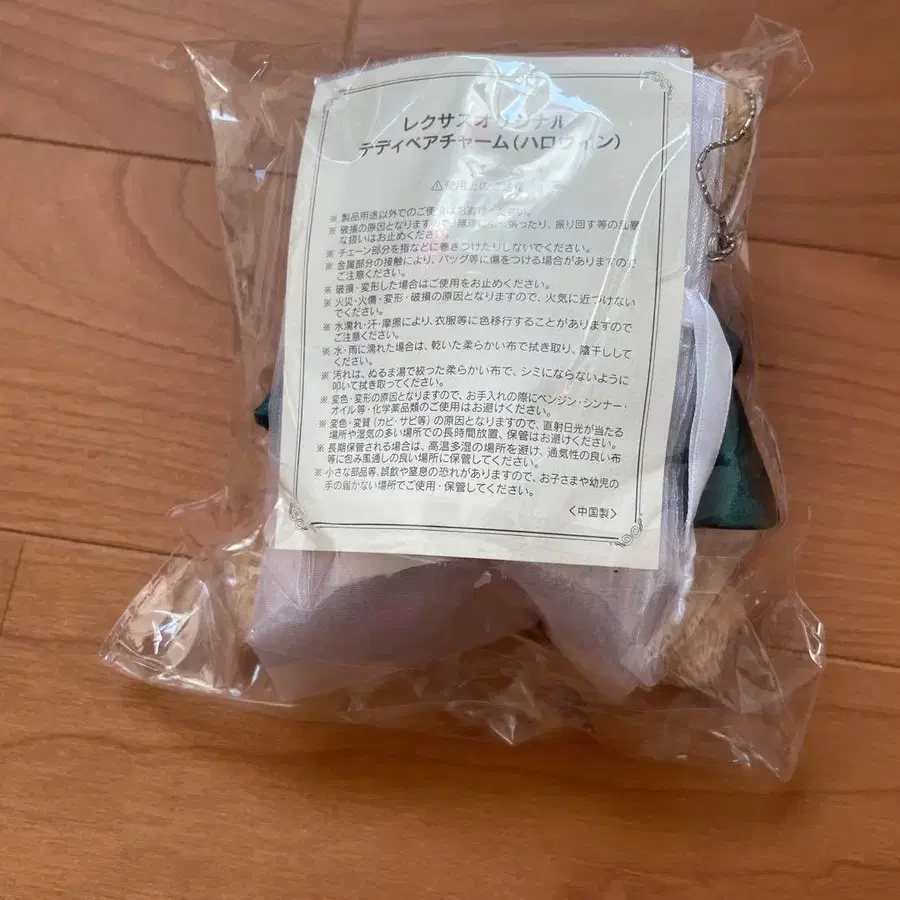 レクサスオリジナル
テディベアチャーム(ハロウィン)
⚠使用上のご注意
※ 製品用途以外でのご使用はお避けください。
※ 破損の原因となりますので、無理に引っ張ったり、振り回す等の乱暴
な扱いはお止めください。
※ チェーン部分を指などに巻きつけたりしないでください。
※ 金属部分の接触により、バッグ等に傷をつける場合がありますので
ご注意ください。
※ 破損・変形した場合はご使用をお止めください。
※ 火災・火傷・変形・破損の原因となりますので、火気に近づけない
でください。
※ 水濡れ・汗・摩擦により、衣服等に色移行することがありますので
ご注意ください。
※ 水・雨に濡れた場合は、乾いた柔らかい布で拭き取り、陰干しして
ください。
※ 汚れは、ぬるま湯で絞った柔らかい布で、シミにならないように
叩いて拭き取ってください。
※ 変色・変形の原因となりますので、お手入れの際にベンジン・シンナー・
オイル等・化学薬品類のご使用はお避けください。
※ 変色・変質(カビ・サビ等)の原因となりますので、直射日光が当たる
場所や湿気の多い場所での長時間放置、保管はお避けください。
※ 長期保管される場合は、高温多湿の場所を避け、通気性の良い布
等に包み風通しの良い場所に保管してください。
※ 小さな部品等、誤飲や窒息の恐れがありますので、お子さまや幼児の
手の届かない場所でご使用・保管してください。
〈中国製〉